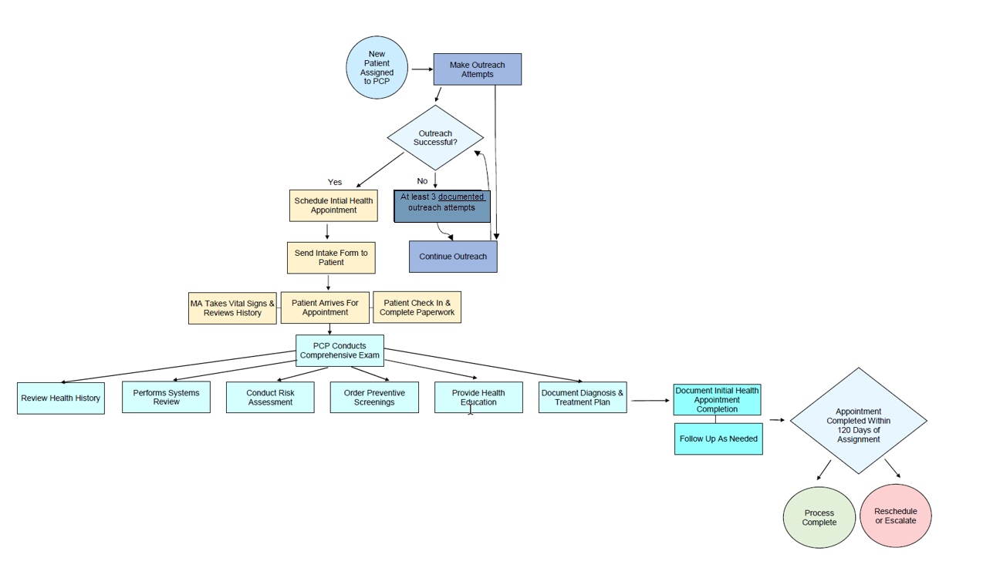 New
Patient
Assigned
to PCP
Make Outreach
Attempts
Outreach
Successful?
Yes
No
Schedule Intial Health
Appointment
At least 3 documented
outreach attempts
Send Intake Form to
Patient
Continue Outreach
MA Takes Vital Signs &
Reviews History
Patient Arrives For
Appointment
Patient Check In &
Complete Paperwork
PCP Conducts
Comprehensive Exam
Review Health History
Performs Systems
Review
Conduct Risk
Assessment
Order Preventive
Screenings
Provide Health
Education
Document Diagnosis &
Treatment Plan
Document Initial Health
Appointment
Completion
Follow Up As Needed
Appointment
Completed Within
120 Days of
Assignment
Process
Complete
Reschedule
or Escalate